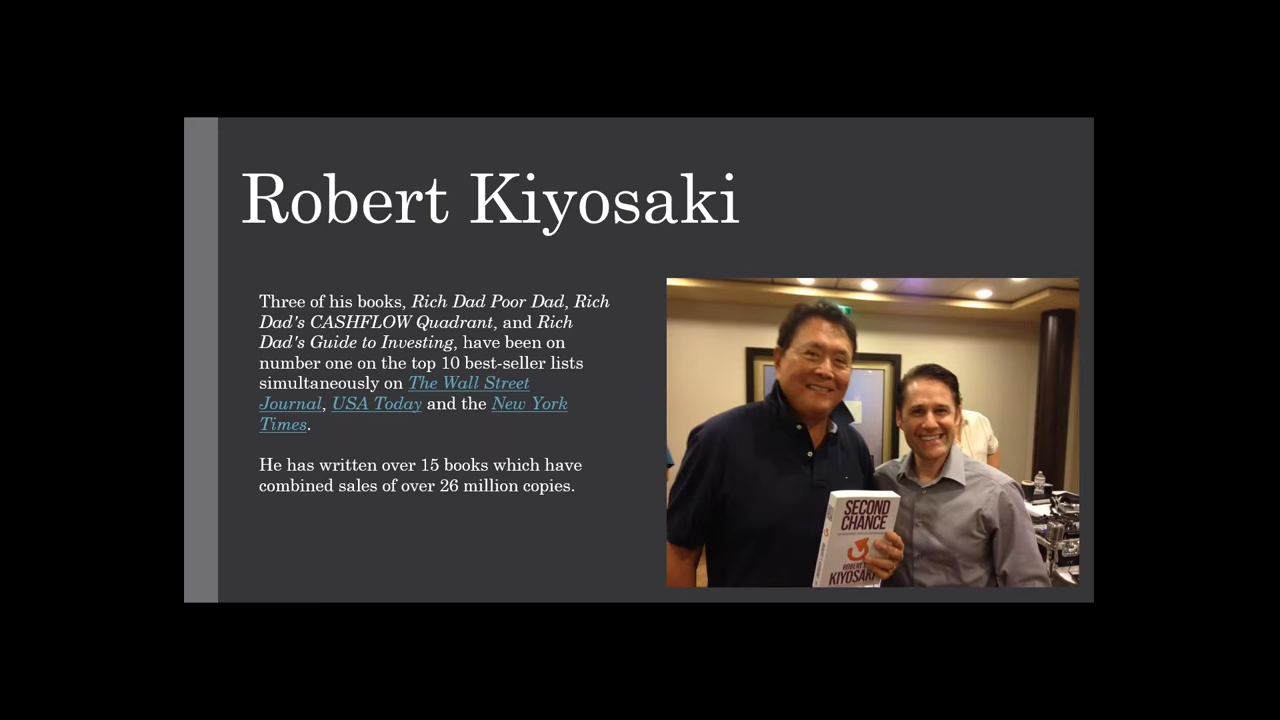 Robert Kiyosaki
Three of his books, Rich Dad Poor Dad, Rich
Dad's CASHFLOW Quadrant, and Rich
Dad's Guide to Investing, have been on
number one on the top 10 best-seller lists
simultaneously on The Wall Street
Journal, USA Today and the New York
Times.
He has written over 15 books which have
combined sales of over 26 million copies.
SECOND
CHANCE
ROBERT
KIYOSAKI